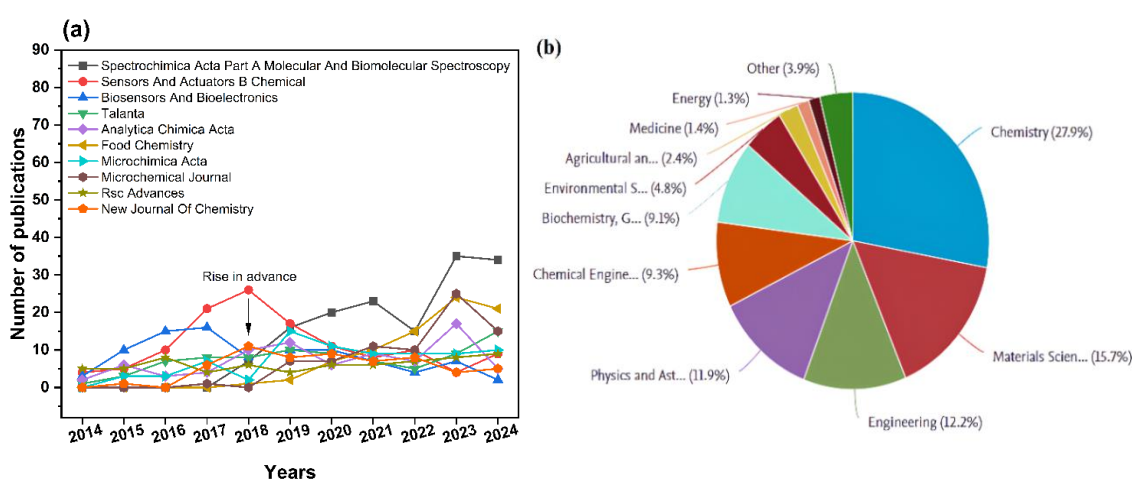 (a)
90
80
70
60
50
40
30
20
10
0
Number of publications
Spectrochimica Acta Part A Molecular And Biomolecular Spectroscopy
Sensors And Actuators B Chemical
Biosensors And Bioelectronics
Talanta
Analytica Chimica Acta
Food Chemistry
Microchimica Acta
Microchemical Journal
Rsc Advances
New Journal Of Chemistry
Rise in advance
2014 2015 2016 2017 2018 2019 2020 2021 2022 2023 2024
Years
(b)
Other (3.9%)
Energy (1.3%)
Medicine (1.4%)
Agricultural an... (2.4%)
Environmental S... (4.8%)
Biochemistry, G... (9.1%)
Chemical Engine... (9.3%)
Physics and Ast... (11.9%)
Engineering (12.2%)
Materials Scien... (15.7%)
Chemistry (27.9%)